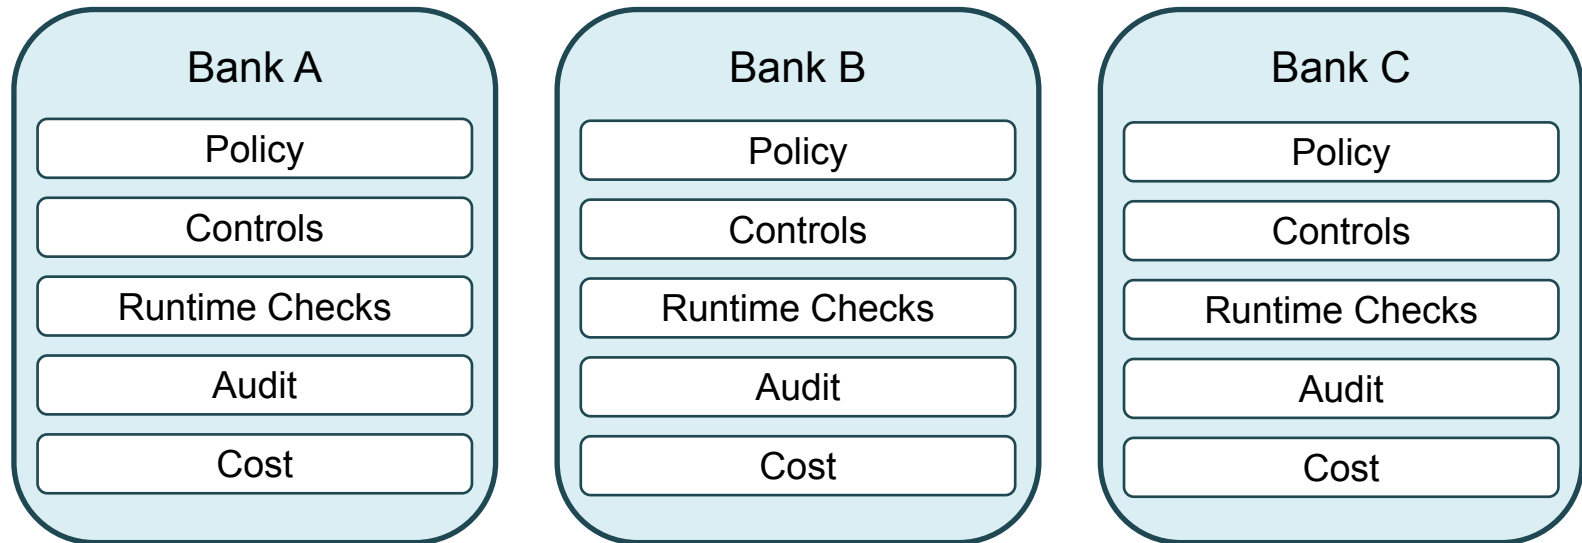 Bank A
Policy
Controls
Runtime Checks
Audit
Cost
Bank B
Policy
Controls
Runtime Checks
Audit
Cost
Bank C
Policy
Controls
Runtime Checks
Audit
Cost